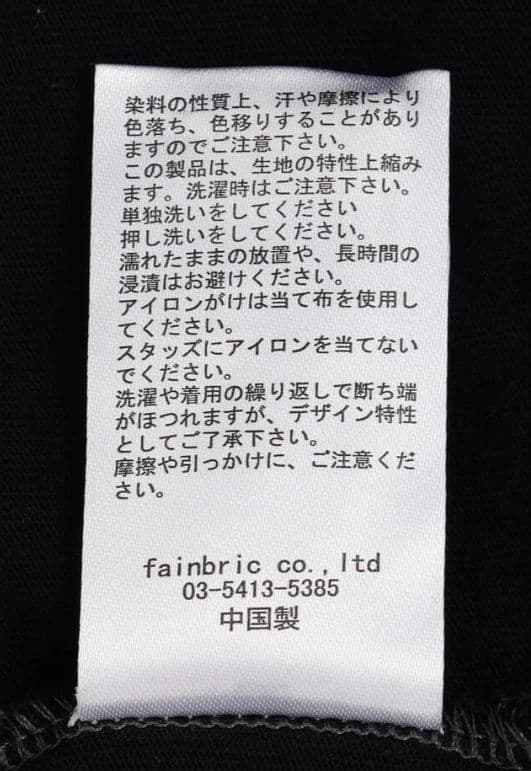 染料の性質上、汗や摩擦により
色落ち、色移りすることがあり
ますのでご注意下さい。
この製品は、生地の特性上縮み
ます。洗濯時はご注意下さい。
単独洗いをしてください
押し洗いをしてください。
濡れたままの放置や、長時間の
浸漬はお避けください。
アイロンがけは当て布を使用し
てください。
スタッズにアイロンを当てない
でください。
洗濯や着用の繰り返しで断ち端
がほつれますが、デザイン特性
としてご了承下さい。
摩擦や引っかけに、ご注意くだ
さい。
fainbric co.,ltd
03-5413-5385
中国製